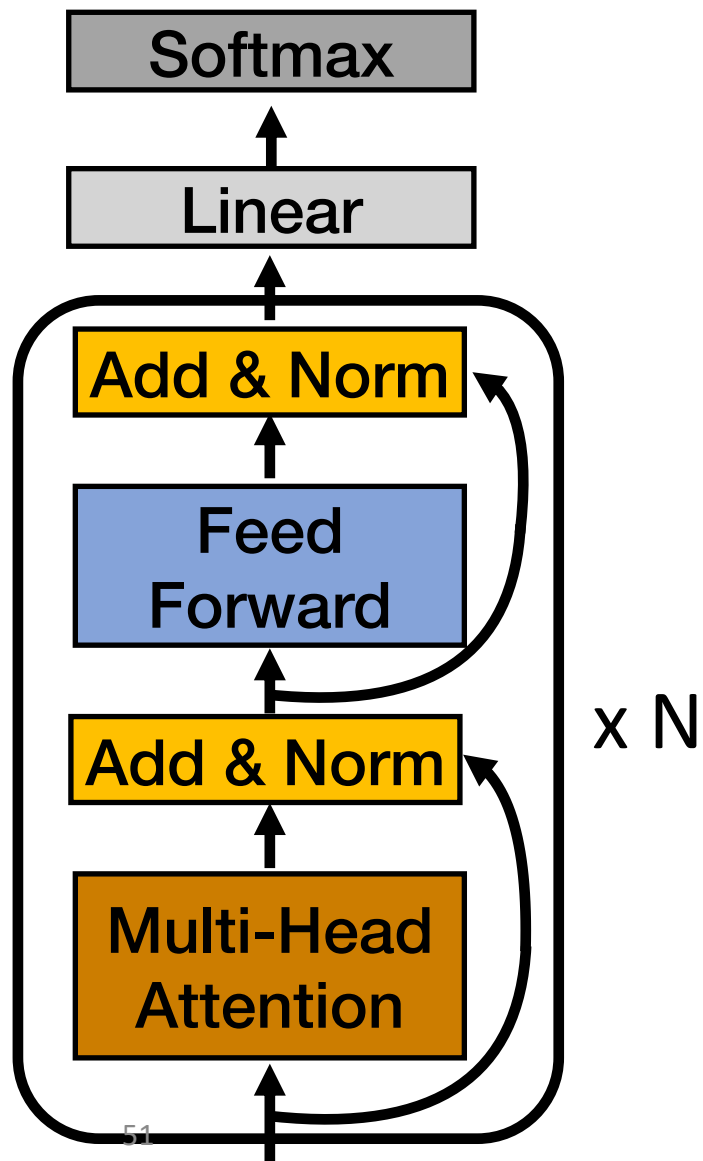 Softmax
Linear
Add & Norm
Feed
Forward
x N
Add & Norm
Multi-Head
Attention
51